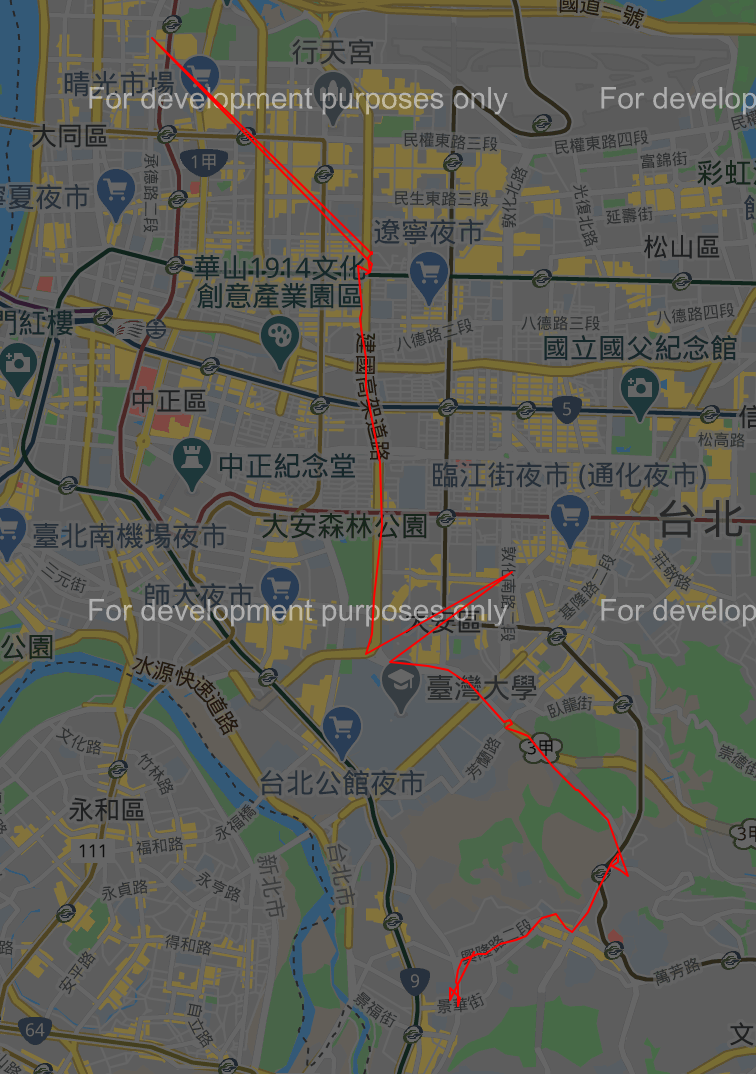 國道一號
行天宮
晴光市場
For development purposes only
For develop
大同區
民權東路三段
民權東路四段
富錦街
1甲
承德路二段
彩虹
寧夏夜市
民生東路三段
敦化北路
光復北路
延壽街
遼寧夜市
松山區
華山1914文化
創意產業園區
門紅樓
八德路三段
八德路三段
八德路四段
建國高架道路
國立國父紀念館
中正區
5
信
松高路
中正紀念堂
臨江街夜市 (通化夜市)
大安森林公園
台北
臺北南機場夜市
三元街
敦化南路二段
基隆路二段
莊敬路
師大夜市
For development purposes only
For develop
大安區
公園
水源快速道路
臺灣大學
臥龍街
文化路
竹林路
芳蘭路
3甲
崇德街
台北公館夜市
永和區
永福橋
3甲
111
福和路
新北市
台北市
永貞路
永亨路
得和路
興隆路二段
安平路
9
萬芳路
景福街
景華街
自立路
64
文